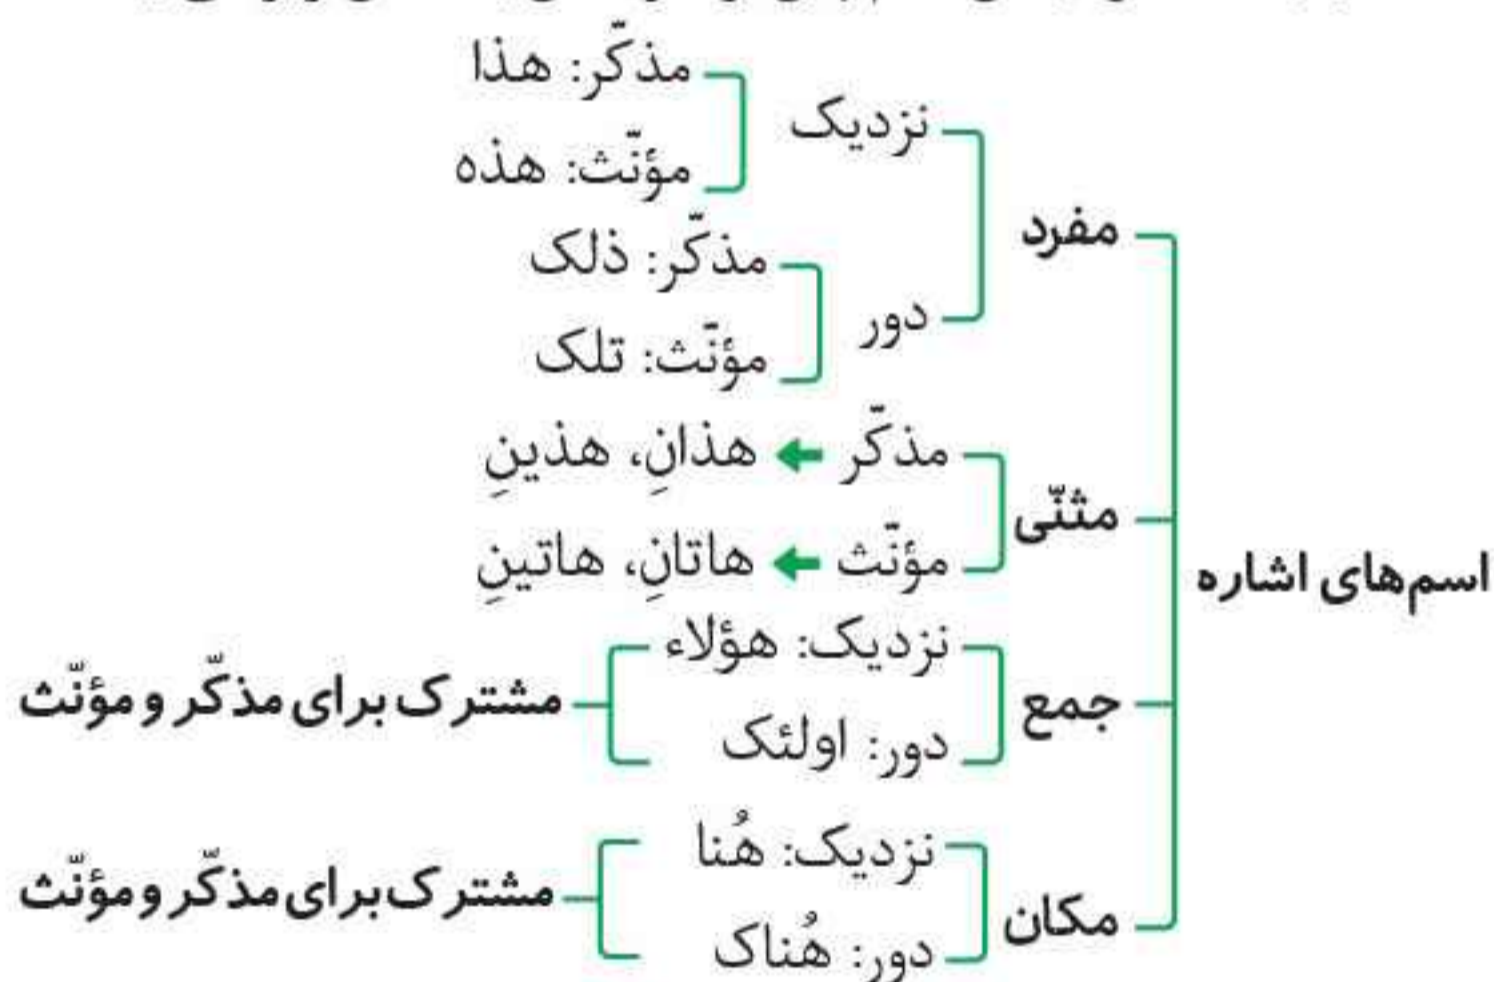 مذکّر: هذا
نزدیک
مؤنّث: هذه
مفرد
مذکّر: ذلک
دور
مؤنّث: تلک
مذکّر ← هذانِ، هذینِ
مثنّی
مؤنّث ← هاتانِ، هاتینِ
اسم‌های اشاره
نزدیک: هؤلاء
جمع
مشترک برای مذکّر و مؤنّث
دور: اولئک
نزدیک: هُنا
مکان
مشترک برای مذکّر و مؤنّث
دور: هُناک